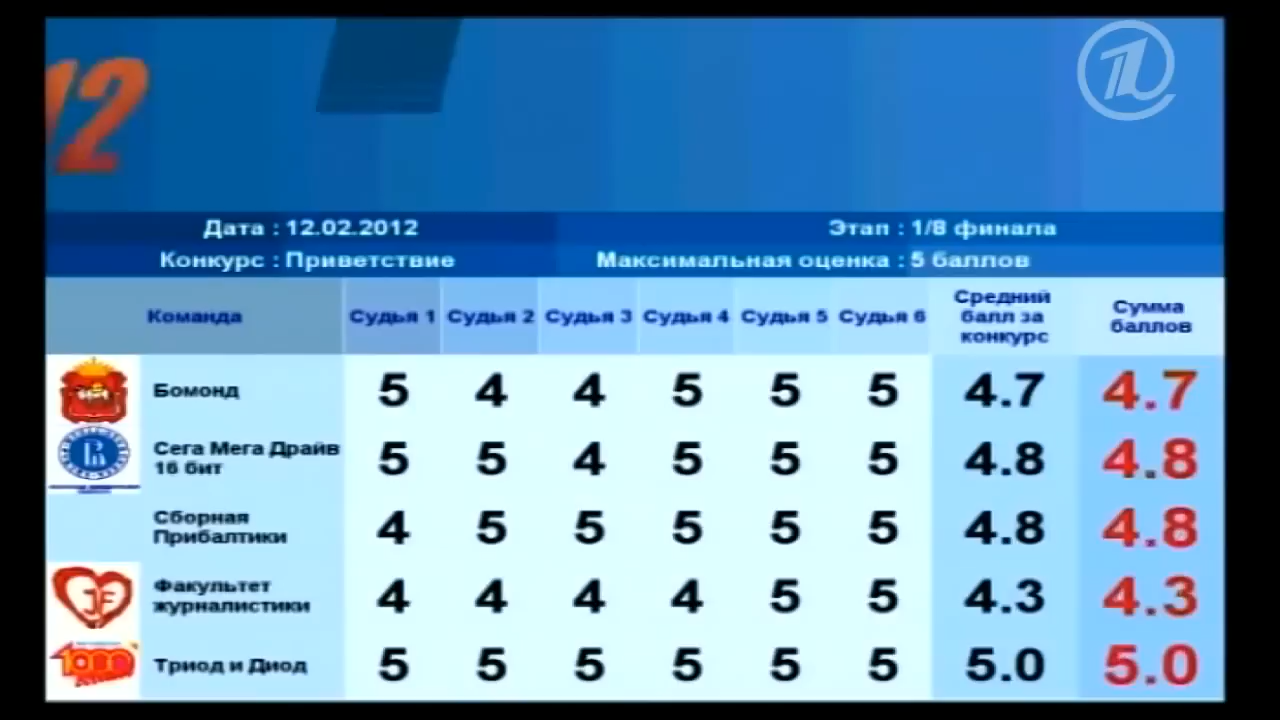 12
Дата : 12.02.2012 Этап : 1/8 финала
Конкурс : Приветствие Максимальная оценка : 5 баллов
Команда Судья 1 Судья 2 Судья 3 Судья 4 Судья 5 Судья 6 Средний балл за конкурс Сумма баллов
Бомонд 5 4 4 5 5 5 4.7 4.7
Сега Мега Драйв 16 бит 5 5 4 5 5 5 4.8 4.8
Сборная Прибалтики 4 5 5 5 5 5 4.8 4.8
Факультет журналистики 4 4 4 4 5 5 4.3 4.3
Триод и Диод 5 5 5 5 5 5 5.0 5.0